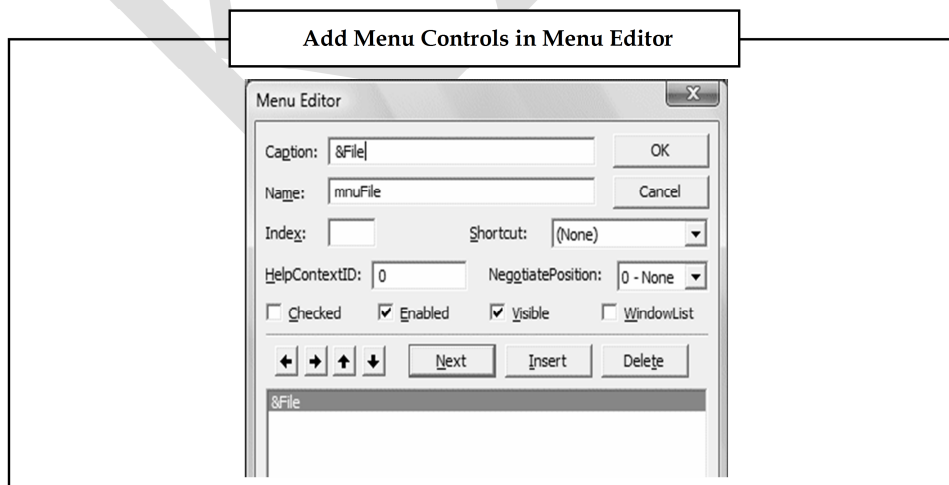 Add Menu Controls in Menu Editor
Menu Editor
Caption: &File OK
Name: mnuFile Cancel
Index: Shortcut: (None)
HelpContextID: 0 NegotiatePosition: 0 - None
Checked Enabled Visible WindowList
Next Insert Delete
&File